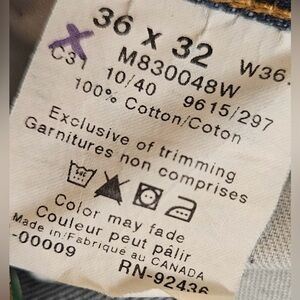 36 x 32
M830048W W36.
10/40 9615/297
100% Cotton/Coton
Exclusive of trimming
Garnitures non comprises
Color may fade
Couleur peut pâlir
Made in/Fabriqué au CANADA
-00009
RN-92436